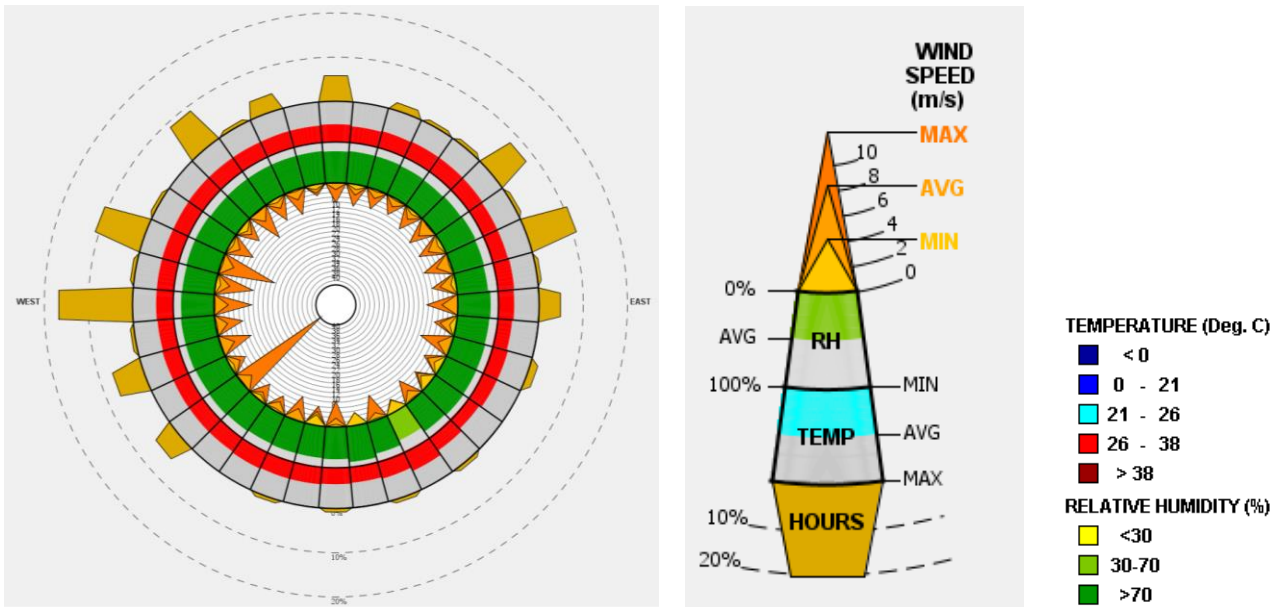 WEST
EAST
10%
20%
WIND
SPEED
(m/s)
MAX
10
8
AVG
6
4
MIN
2
0
0%
AVG
RH
100%
MIN
TEMP
AVG
MAX
HOURS
10%
20%
TEMPERATURE (Deg. C)
< 0
0 - 21
21 - 26
26 - 38
> 38
RELATIVE HUMIDITY (%)
<30
30-70
>70